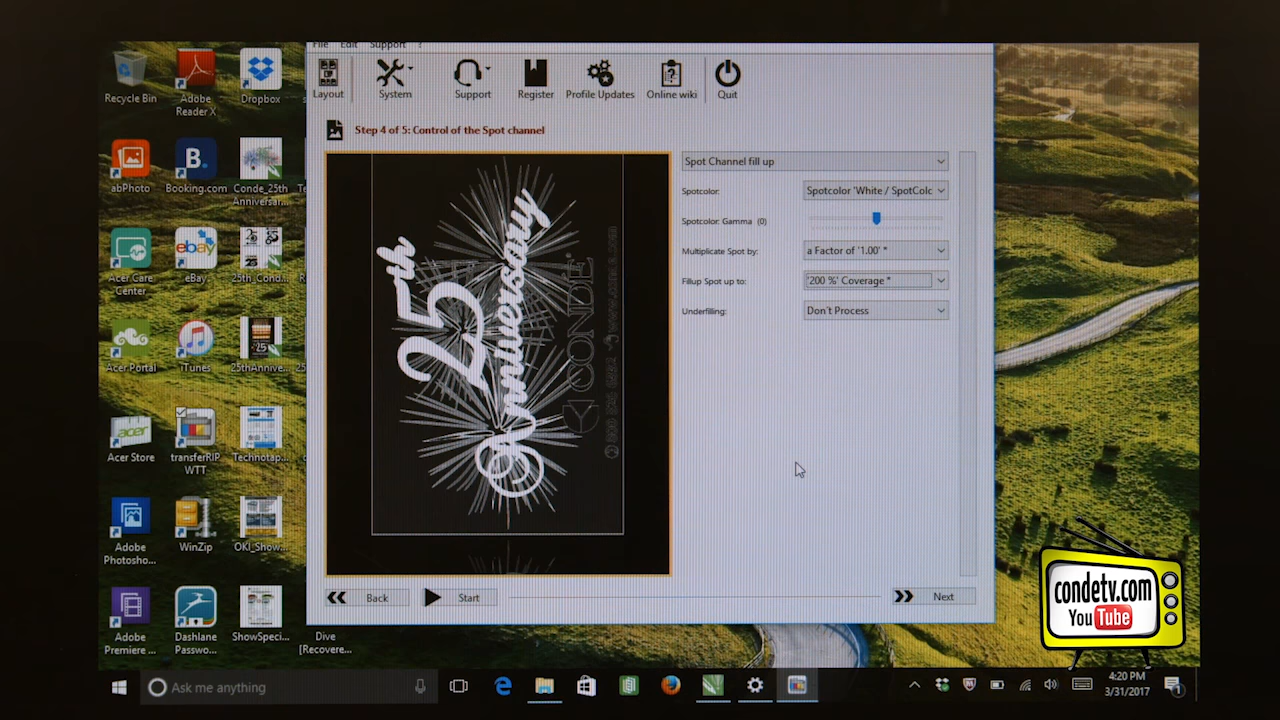 File Edit Support ?
Layout System Support Register Profile Updates Online wiki Quit
Step 4 of 5: Control of the Spot channel
Spot Channel fill up
Spotcolor: Spotcolor 'White / SpotColc
Spotcolor: Gamma (0)
Multiplicate Spot by: a Factor of '1.00' *
Fillup Spot up to: '200 %' Coverage *
Underfilling: Don´t Process
25th
Anniversary
CONDE
Back Start Next
Recycle Bin
Adobe
Reader X
Dropbox
abPhoto
Booking.com
Conde_25th
Anniversar...
Acer Care
Center
eBay
25th_Cond...
Acer Portal
iTunes
25thAnnive...
Acer Store
transferRIP
WTT
Technotap...
Adobe
Photosho...
WinZip
OKI_Show...
Adobe
Premiere ...
Dashlane
Passwo...
ShowSpeci...
Dive
[Recovere...
condetv.com
YouTube
Ask me anything
4:20 PM
3/31/2017